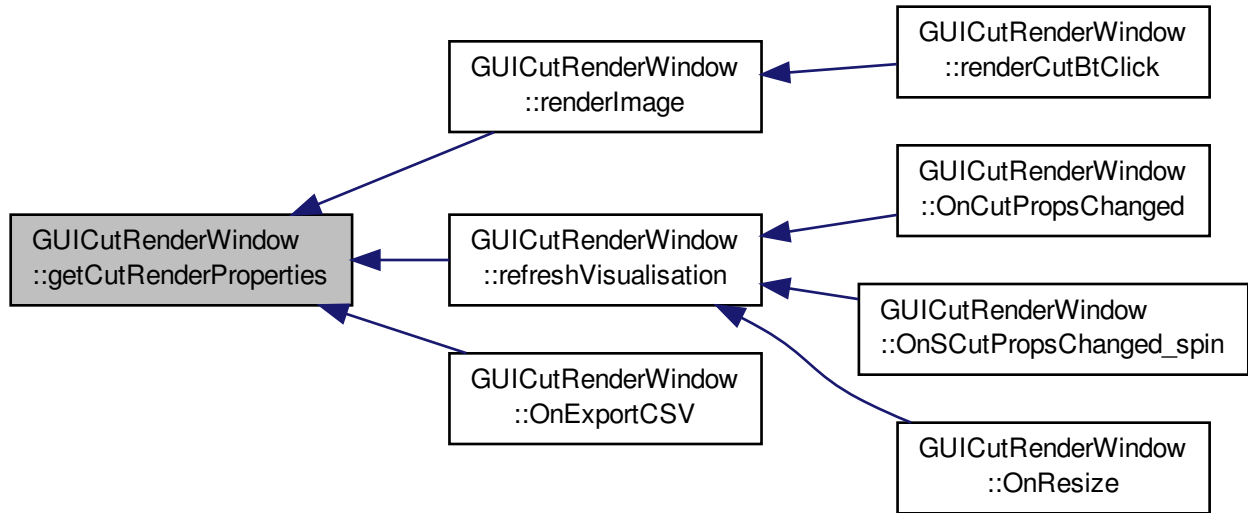 GUICutRenderWindow
::getCutRenderProperties
GUICutRenderWindow
::renderImage
GUICutRenderWindow
::refreshVisualisation
GUICutRenderWindow
::OnExportCSV
GUICutRenderWindow
::renderCutBtClick
GUICutRenderWindow
::OnCutPropsChanged
GUICutRenderWindow
::OnSCutPropsChanged_spin
GUICutRenderWindow
::OnResize